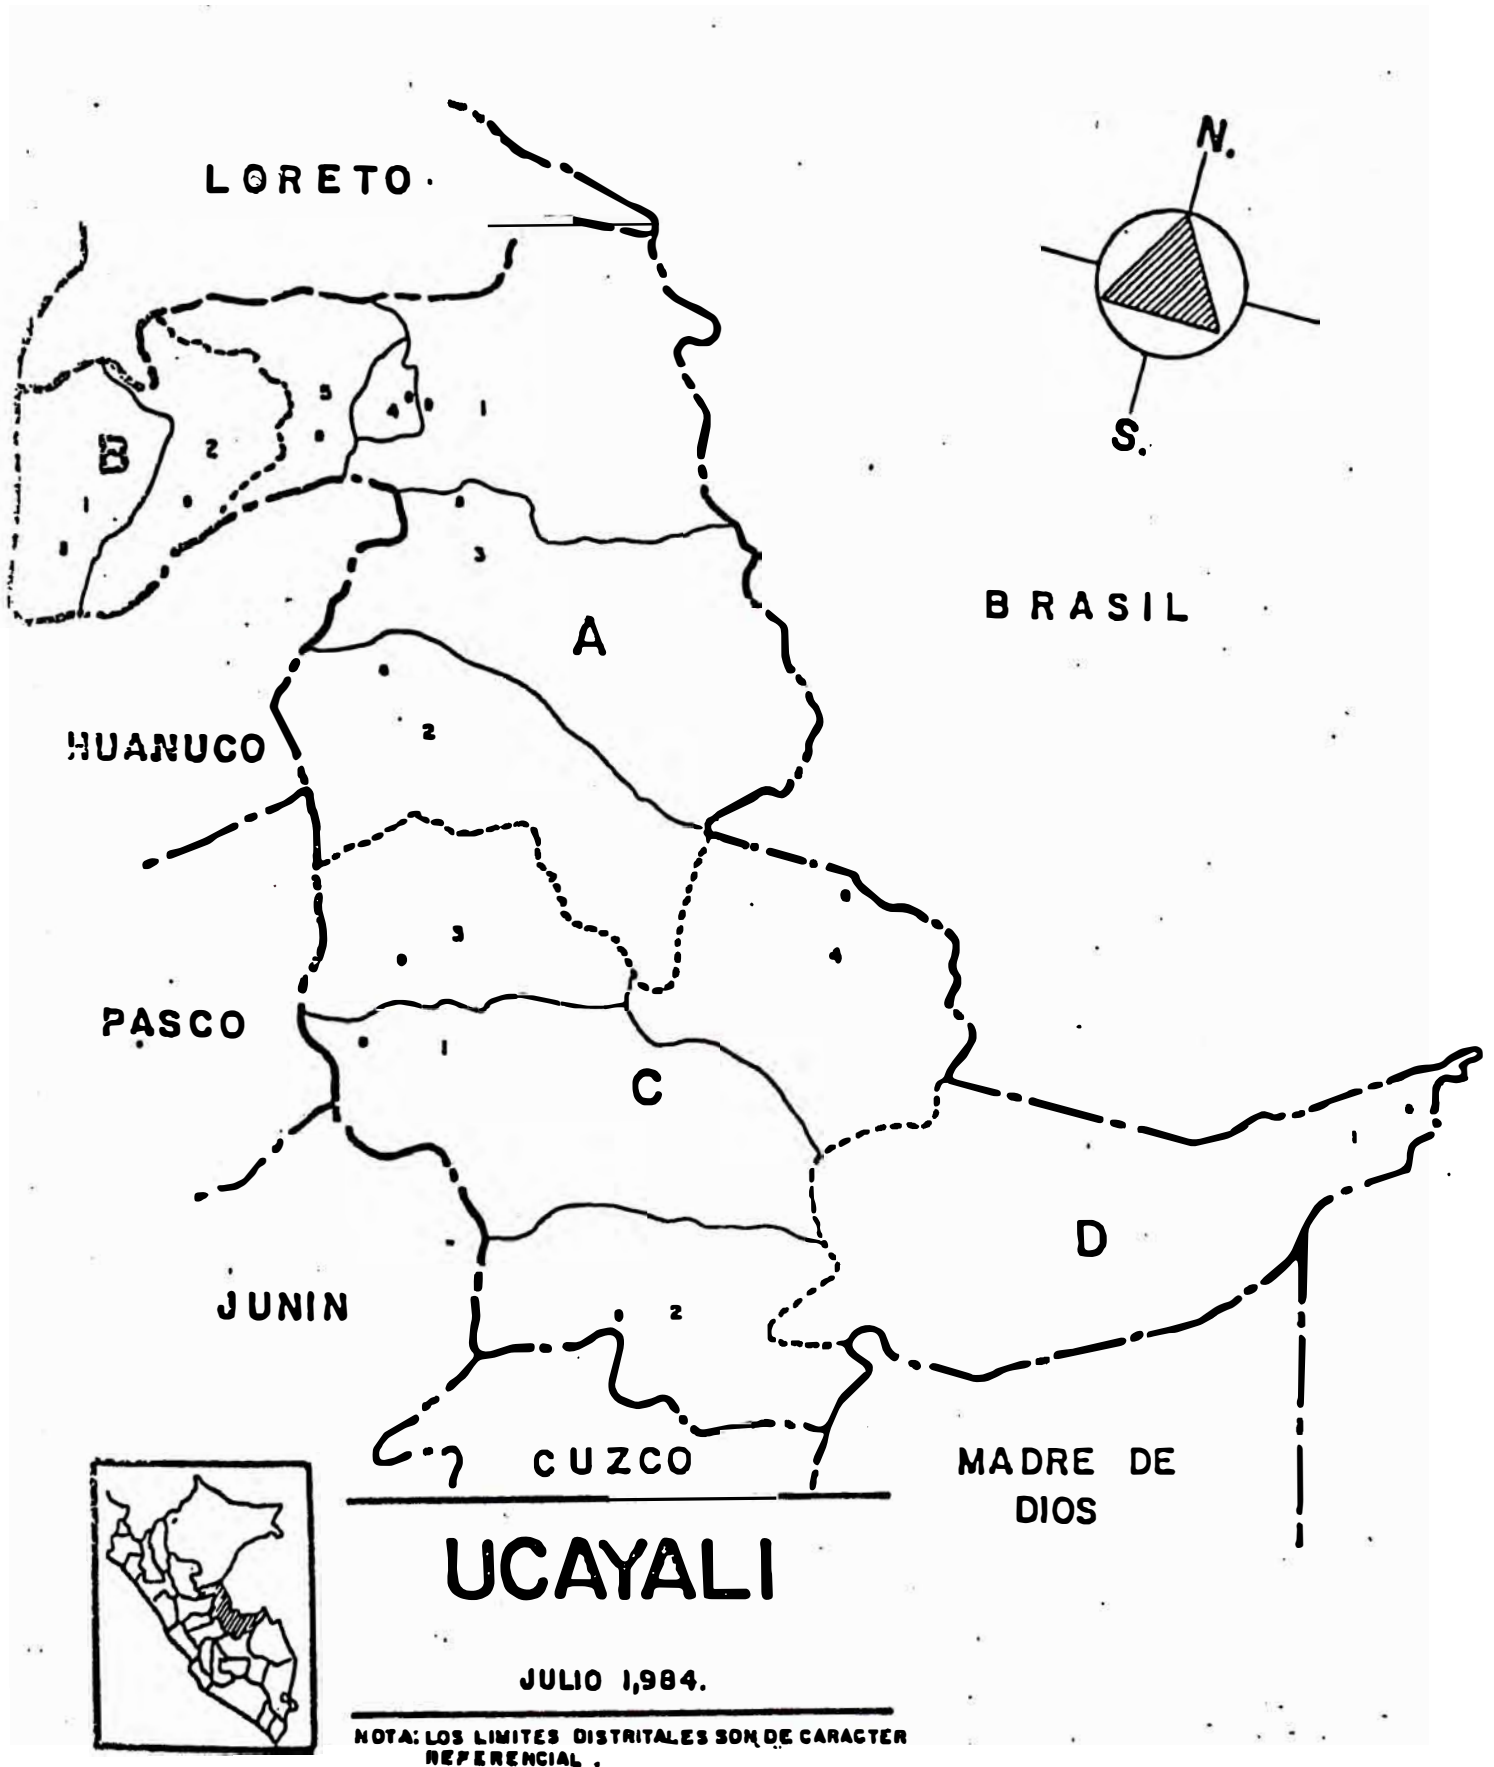 N.
LORETO
5
4
1
B
2
1
S.
3
BRASIL
A
2
HUANUCO
3
4
PASCO
1
C
1
D
2
JUNIN
CUZCO
MADRE DE
DIOS
UCAYALI
JULIO 1,984.
NOTA: LOS LIMITES DISTRITALES SON DE CARACTER
REFERENCIAL.